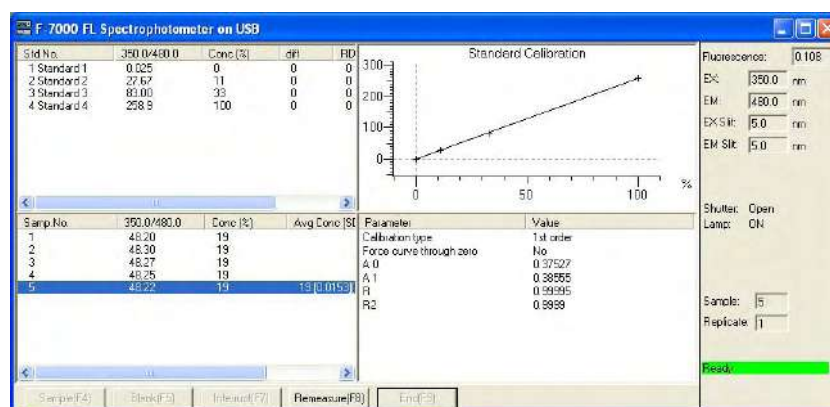 F-7000 FL Spectrophotometer on USB
Std No. 350.0/480.0 Conc (%) diff RD
1 Standard 1 0.025 0 0 0
2 Standard 2 27.67 11 0 0
3 Standard 3 83.00 33 0 0
4 Standard 4 258.9 100 0 0
Standerd Calibration
300
200
100
0
0 50 100 %
Samp.No. 350.0/480.0 Conc (%) Avg Conc [SD
1 48.20 19
2 48.30 19
3 48.27 19
4 48.25 19
5 48.22 19 19 [0.0153]
Parameter Value
Calibration type 1st order
Force curve through zero No
A 0 0.37527
A 1 0.38555
R 0.99995
R2 0.9999
Fluorescence: 0.108
EX: 350.0 nm
EM: 480.0 nm
EX Slit: 5.0 nm
EM Slit: 5.0 nm
Shutter: Open
Lamp: ON
Sample: 5
Replicate: 1
Ready
Sample(F4) Blank(F5) Interrupt(F7) Remeasure(F8) End(F9)